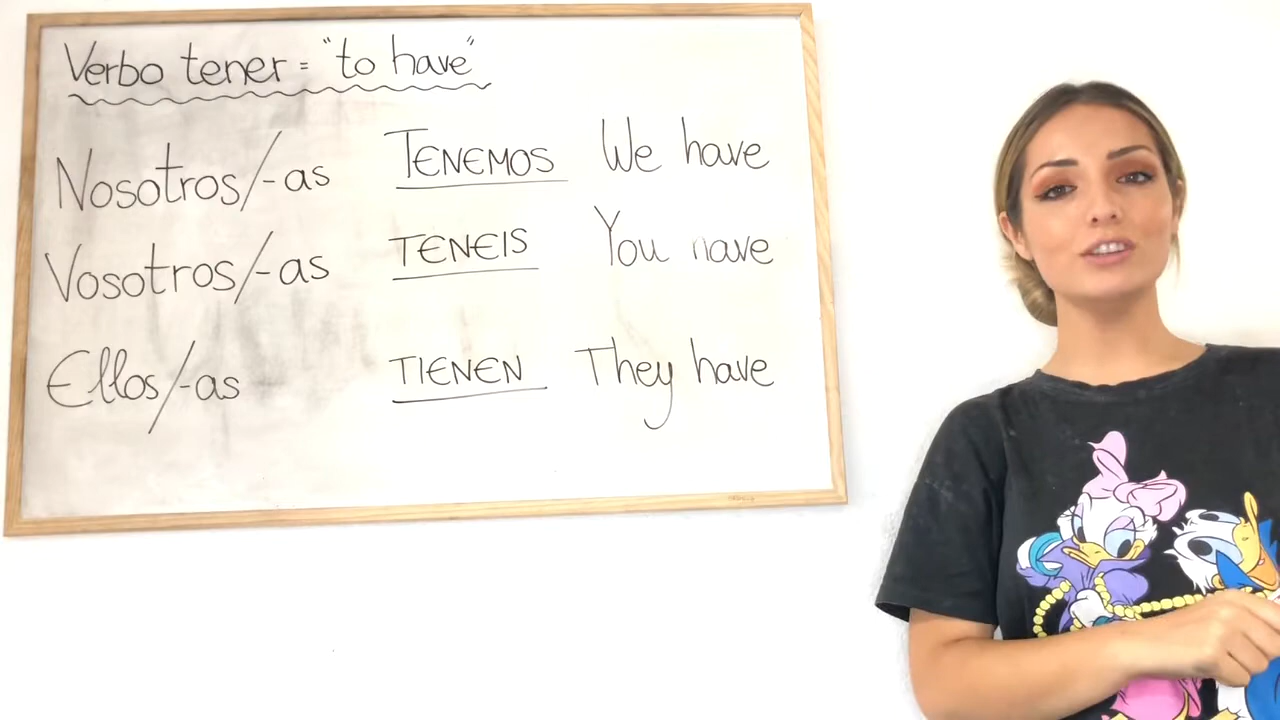 Verbo tener = "to have"
Nosotros/-as TENEMOS We have
Vosotros/-as TENEIS You have
Ellos/-as TIENEN They have